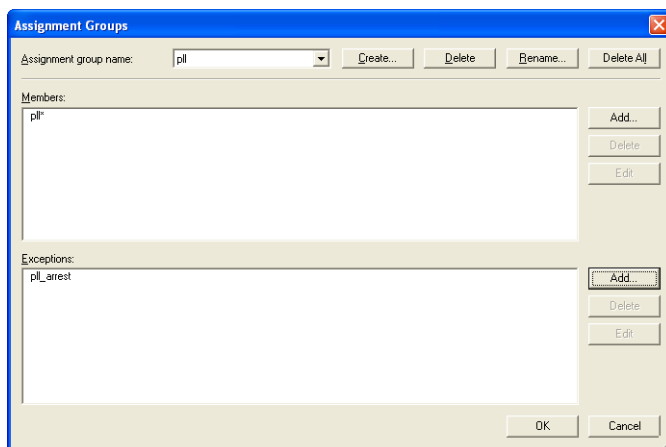 Assignment Groups
Assignment group name: pll Create... Delete Rename... Delete All
Members:
pll*
Add...
Delete
Edit
Exceptions:
pll_arrest
Add...
Delete
Edit
OK Cancel